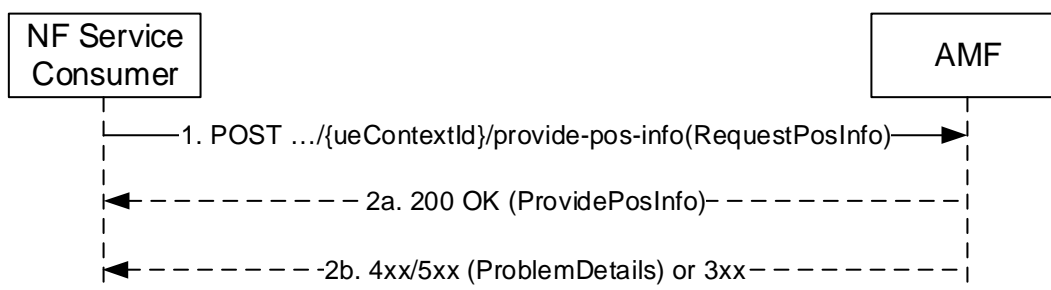 NF Service
Consumer
AMF
1. POST …/{ueContextId}/provide-pos-info(RequestPosInfo)
2a. 200 OK (ProvidePosInfo)
2b. 4xx/5xx (ProblemDetails) or 3xx